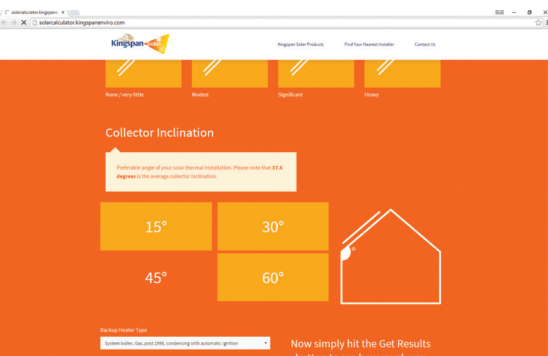 solarcalculator.kingspanenviro.com
Kingspan Solar
Kingspan Solar Products
Find Your Nearest Installer
Contact Us
None / very little
Modest
Significant
Heavy
Collector Inclination
Preferable angle of your solar thermal installation. Please note that 37.5
degrees is the average collector inclination.
15°
30°
45°
60°
°
Backup Heater Type
System boiler, Gas, post 1998, condensing with automatic ignition
Now simply hit the Get Results